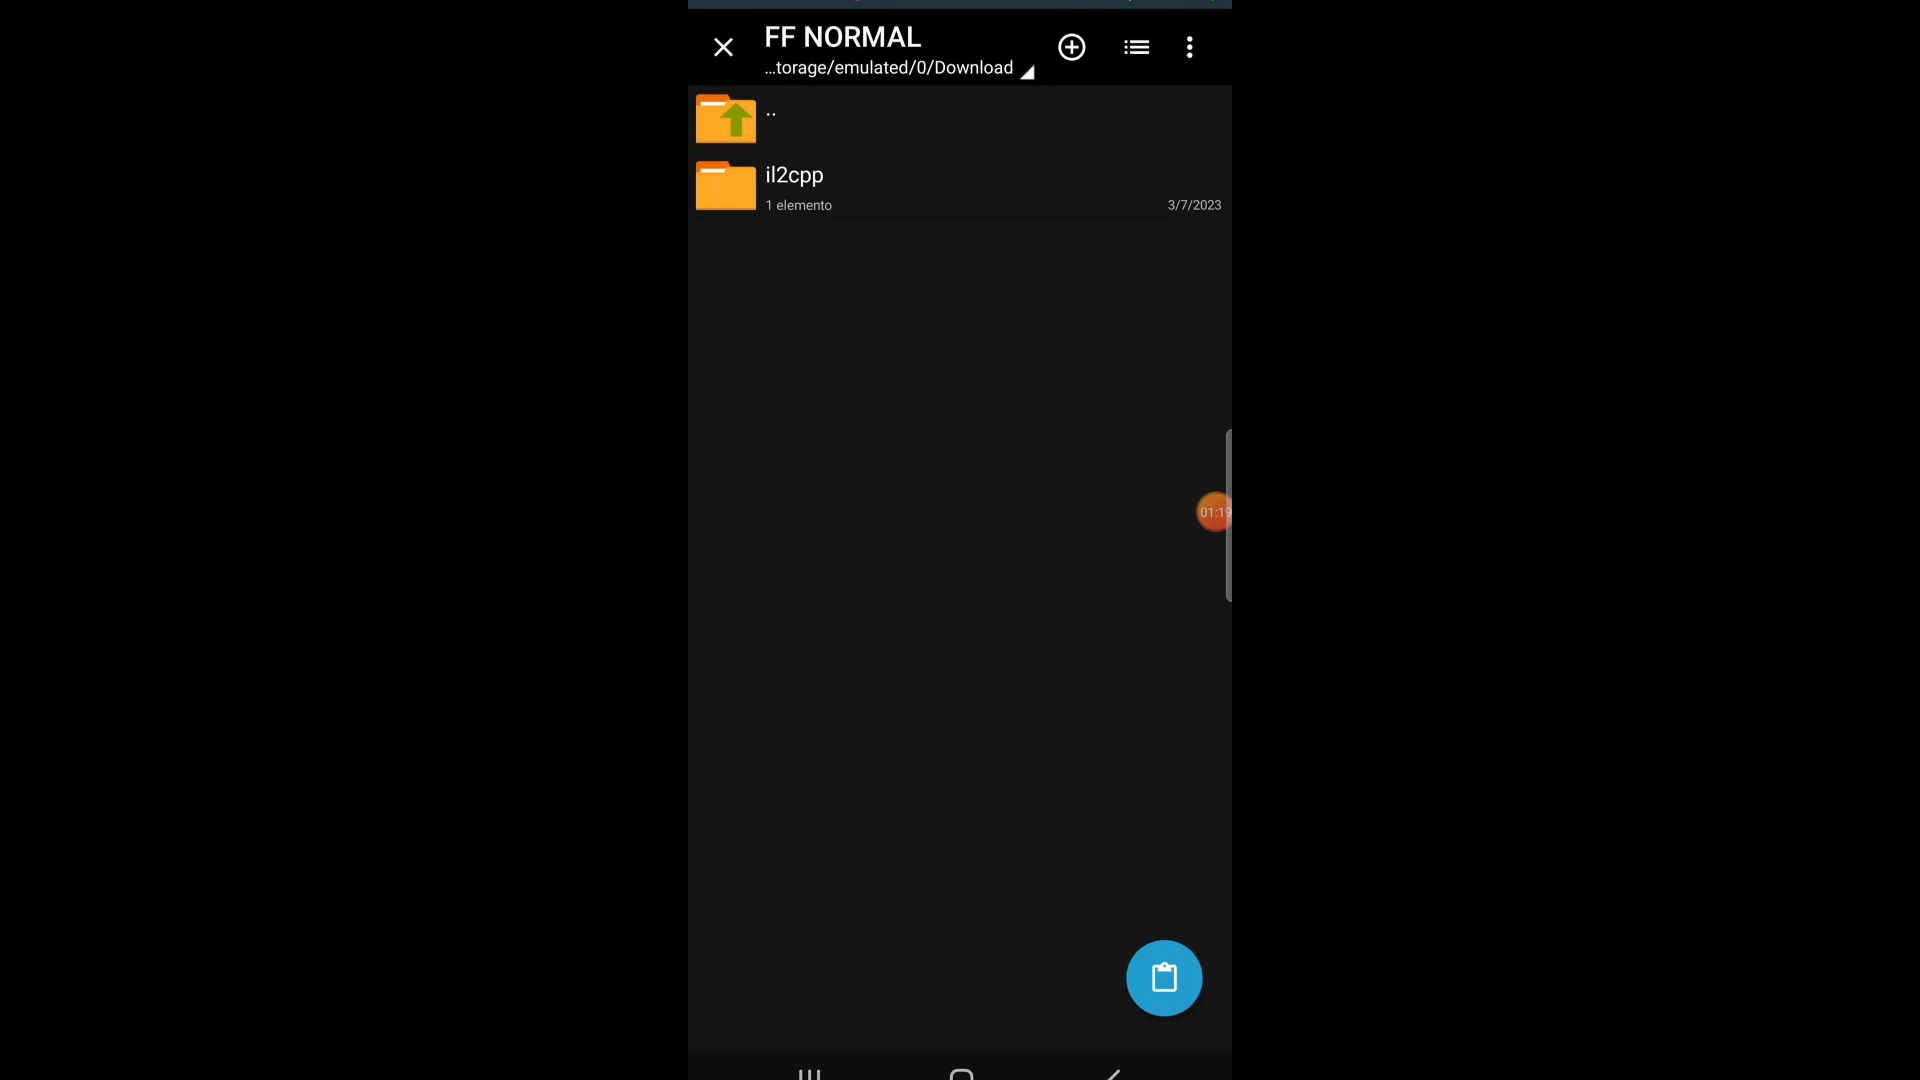 FF NORMAL
...torage/emulated/0/Download
..
il2cpp
1 elemento
3/7/2023
01:19